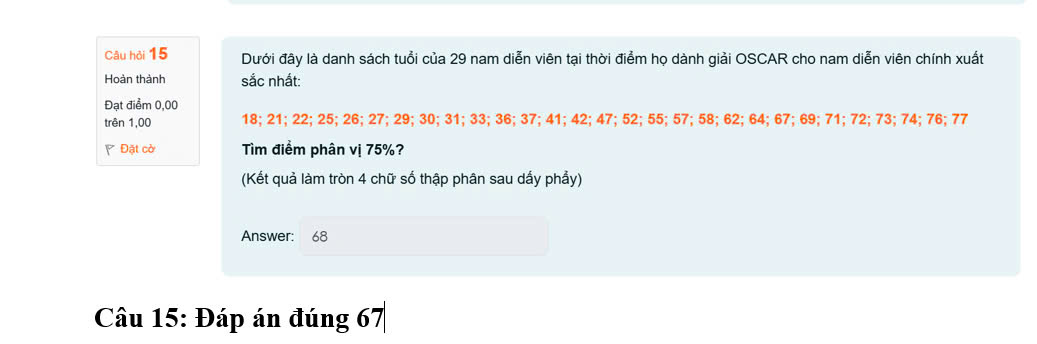 Câu hỏi 15
Hoàn thành
Đạt điểm 0,00
trên 1,00
Đặt cờ
Dưới đây là danh sách tuổi của 29 nam diễn viên tại thời điểm họ dành giải OSCAR cho nam diễn viên chính xuất
sắc nhất:
18; 21; 22; 25; 26; 27; 29; 30; 31; 33; 36; 37; 41; 42; 47; 52; 55; 57; 58; 62; 64; 67; 69; 71; 72; 73; 74; 76; 77
Tìm điểm phân vị 75%?
(Kết quả làm tròn 4 chữ số thập phân sau dấy phẩy)
Answer: 68
Câu 15: Đáp án đúng 67